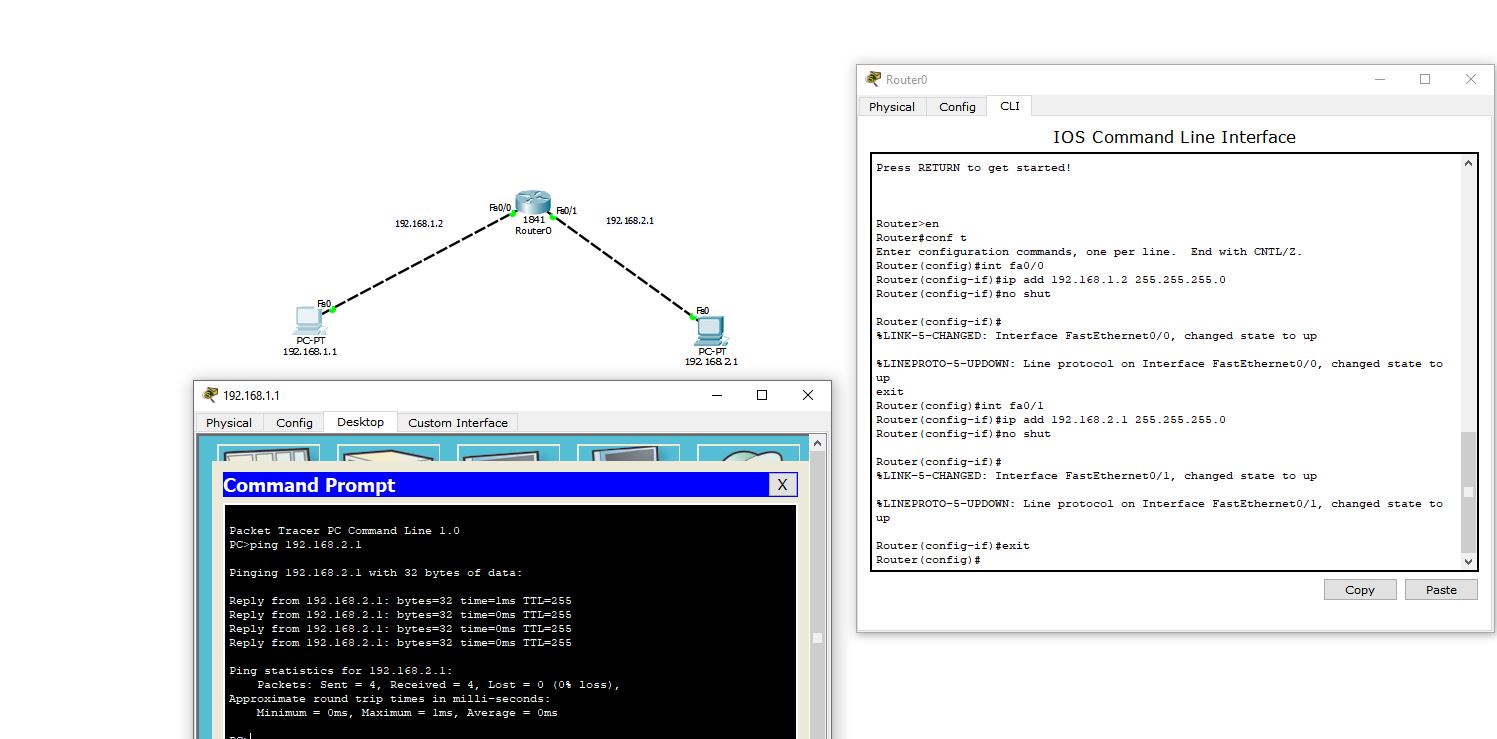 192.168.1.2
Fa0/0
Fa0/1
192.168.2.1
1841
Router0
Fa0
PC-PT
192.168.1.1
Fa0
PC-PT
192.168.2.1
192.168.1.1
Physical
Config
Desktop
Custom Interface
Command Prompt
X
Packet Tracer PC Command Line 1.0
PC>ping 192.168.2.1
Pinging 192.168.2.1 with 32 bytes of data:
Reply from 192.168.2.1: bytes=32 time=1ms TTL=255
Reply from 192.168.2.1: bytes=32 time=0ms TTL=255
Reply from 192.168.2.1: bytes=32 time=0ms TTL=255
Reply from 192.168.2.1: bytes=32 time=0ms TTL=255
Ping statistics for 192.168.2.1:
Packets: Sent = 4, Received = 4, Lost = 0 (0% loss),
Approximate round trip times in milli-seconds:
Minimum = 0ms, Maximum = 1ms, Average = 0ms
PC>
Router0
Physical
Config
CLI
IOS Command Line Interface
Press RETURN to get started!
Router>en
Router#conf t
Enter configuration commands, one per line.  End with CNTL/Z.
Router(config)#int fa0/0
Router(config-if)#ip add 192.168.1.2 255.255.255.0
Router(config-if)#no shut
Router(config-if)#
%LINK-5-CHANGED: Interface FastEthernet0/0, changed state to up
%LINEPROTO-5-UPDOWN: Line protocol on Interface FastEthernet0/0, changed state to
up
exit
Router(config)#int fa0/1
Router(config-if)#ip add 192.168.2.1 255.255.255.0
Router(config-if)#no shut
Router(config-if)#
%LINK-5-CHANGED: Interface FastEthernet0/1, changed state to up
%LINEPROTO-5-UPDOWN: Line protocol on Interface FastEthernet0/1, changed state to
up
Router(config-if)#exit
Router(config)#
Copy
Paste